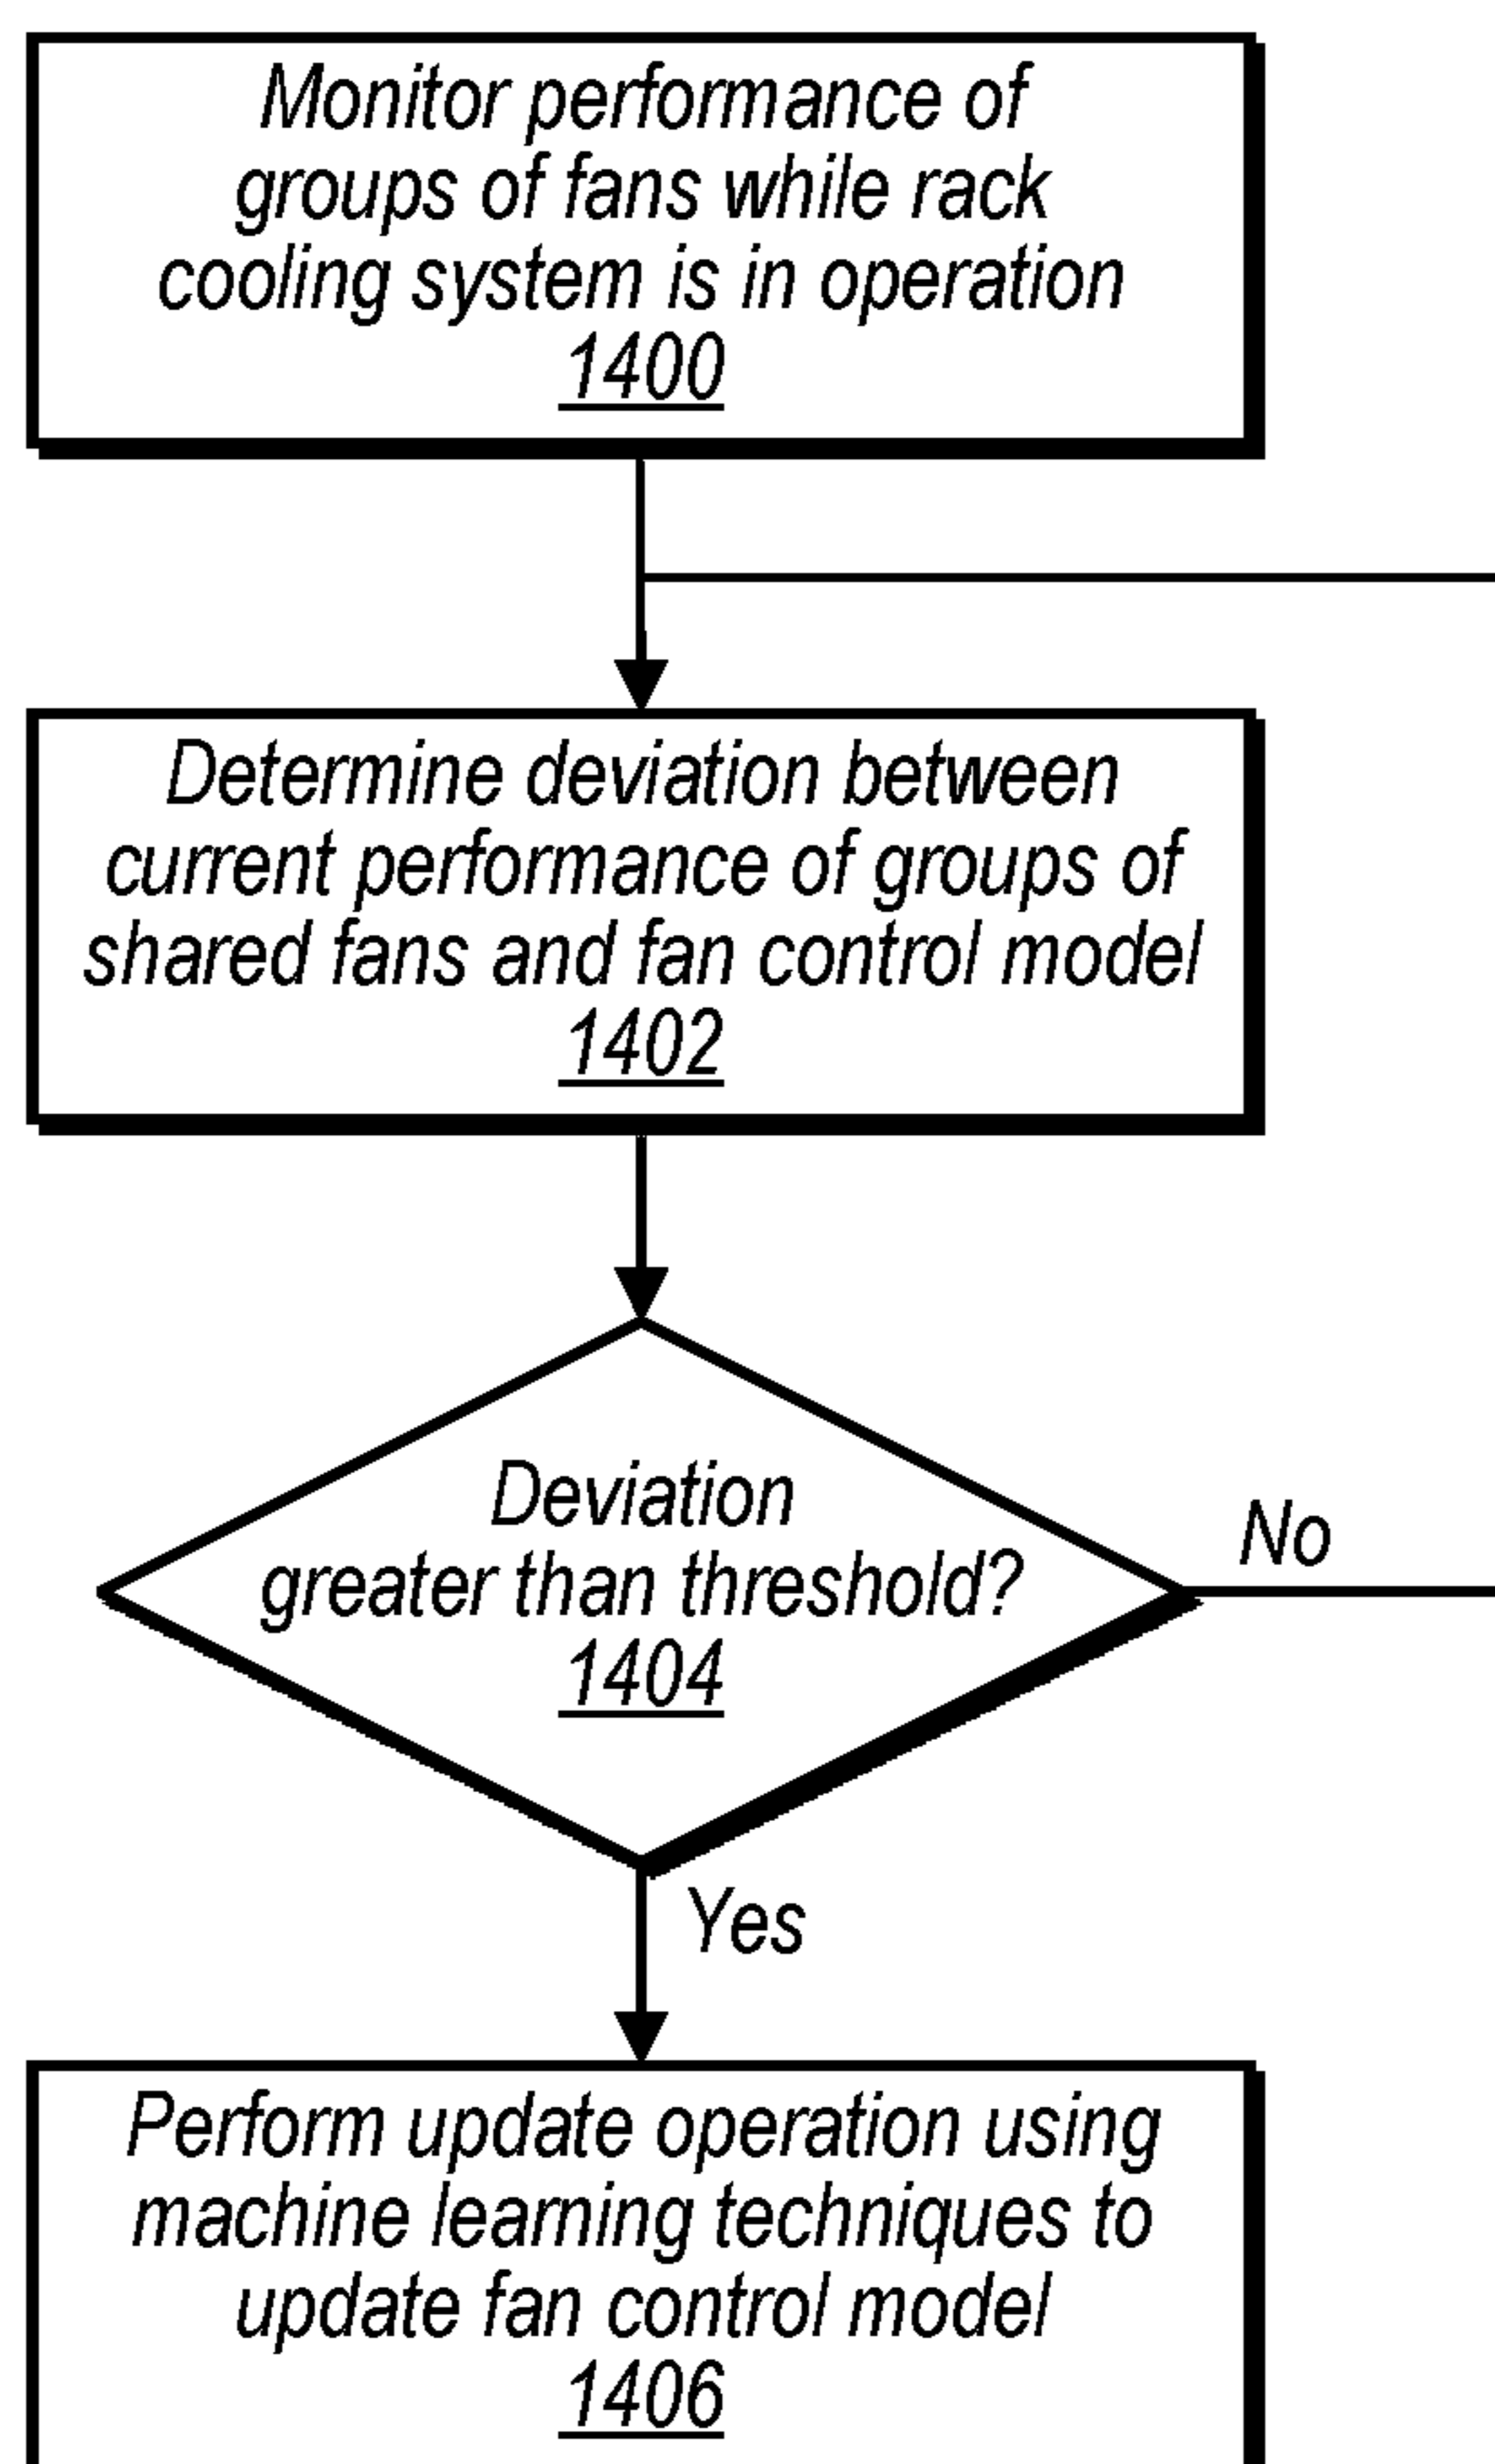 Monitor performance of
groups of fans while rack
cooling system is in operation
1400
Determine deviation between
current performance of groups of
shared fans and fan control model
1402
Deviation
greater than threshold?
1404
No
Yes
Perform update operation using
machine learning techniques to
update fan control model
1406